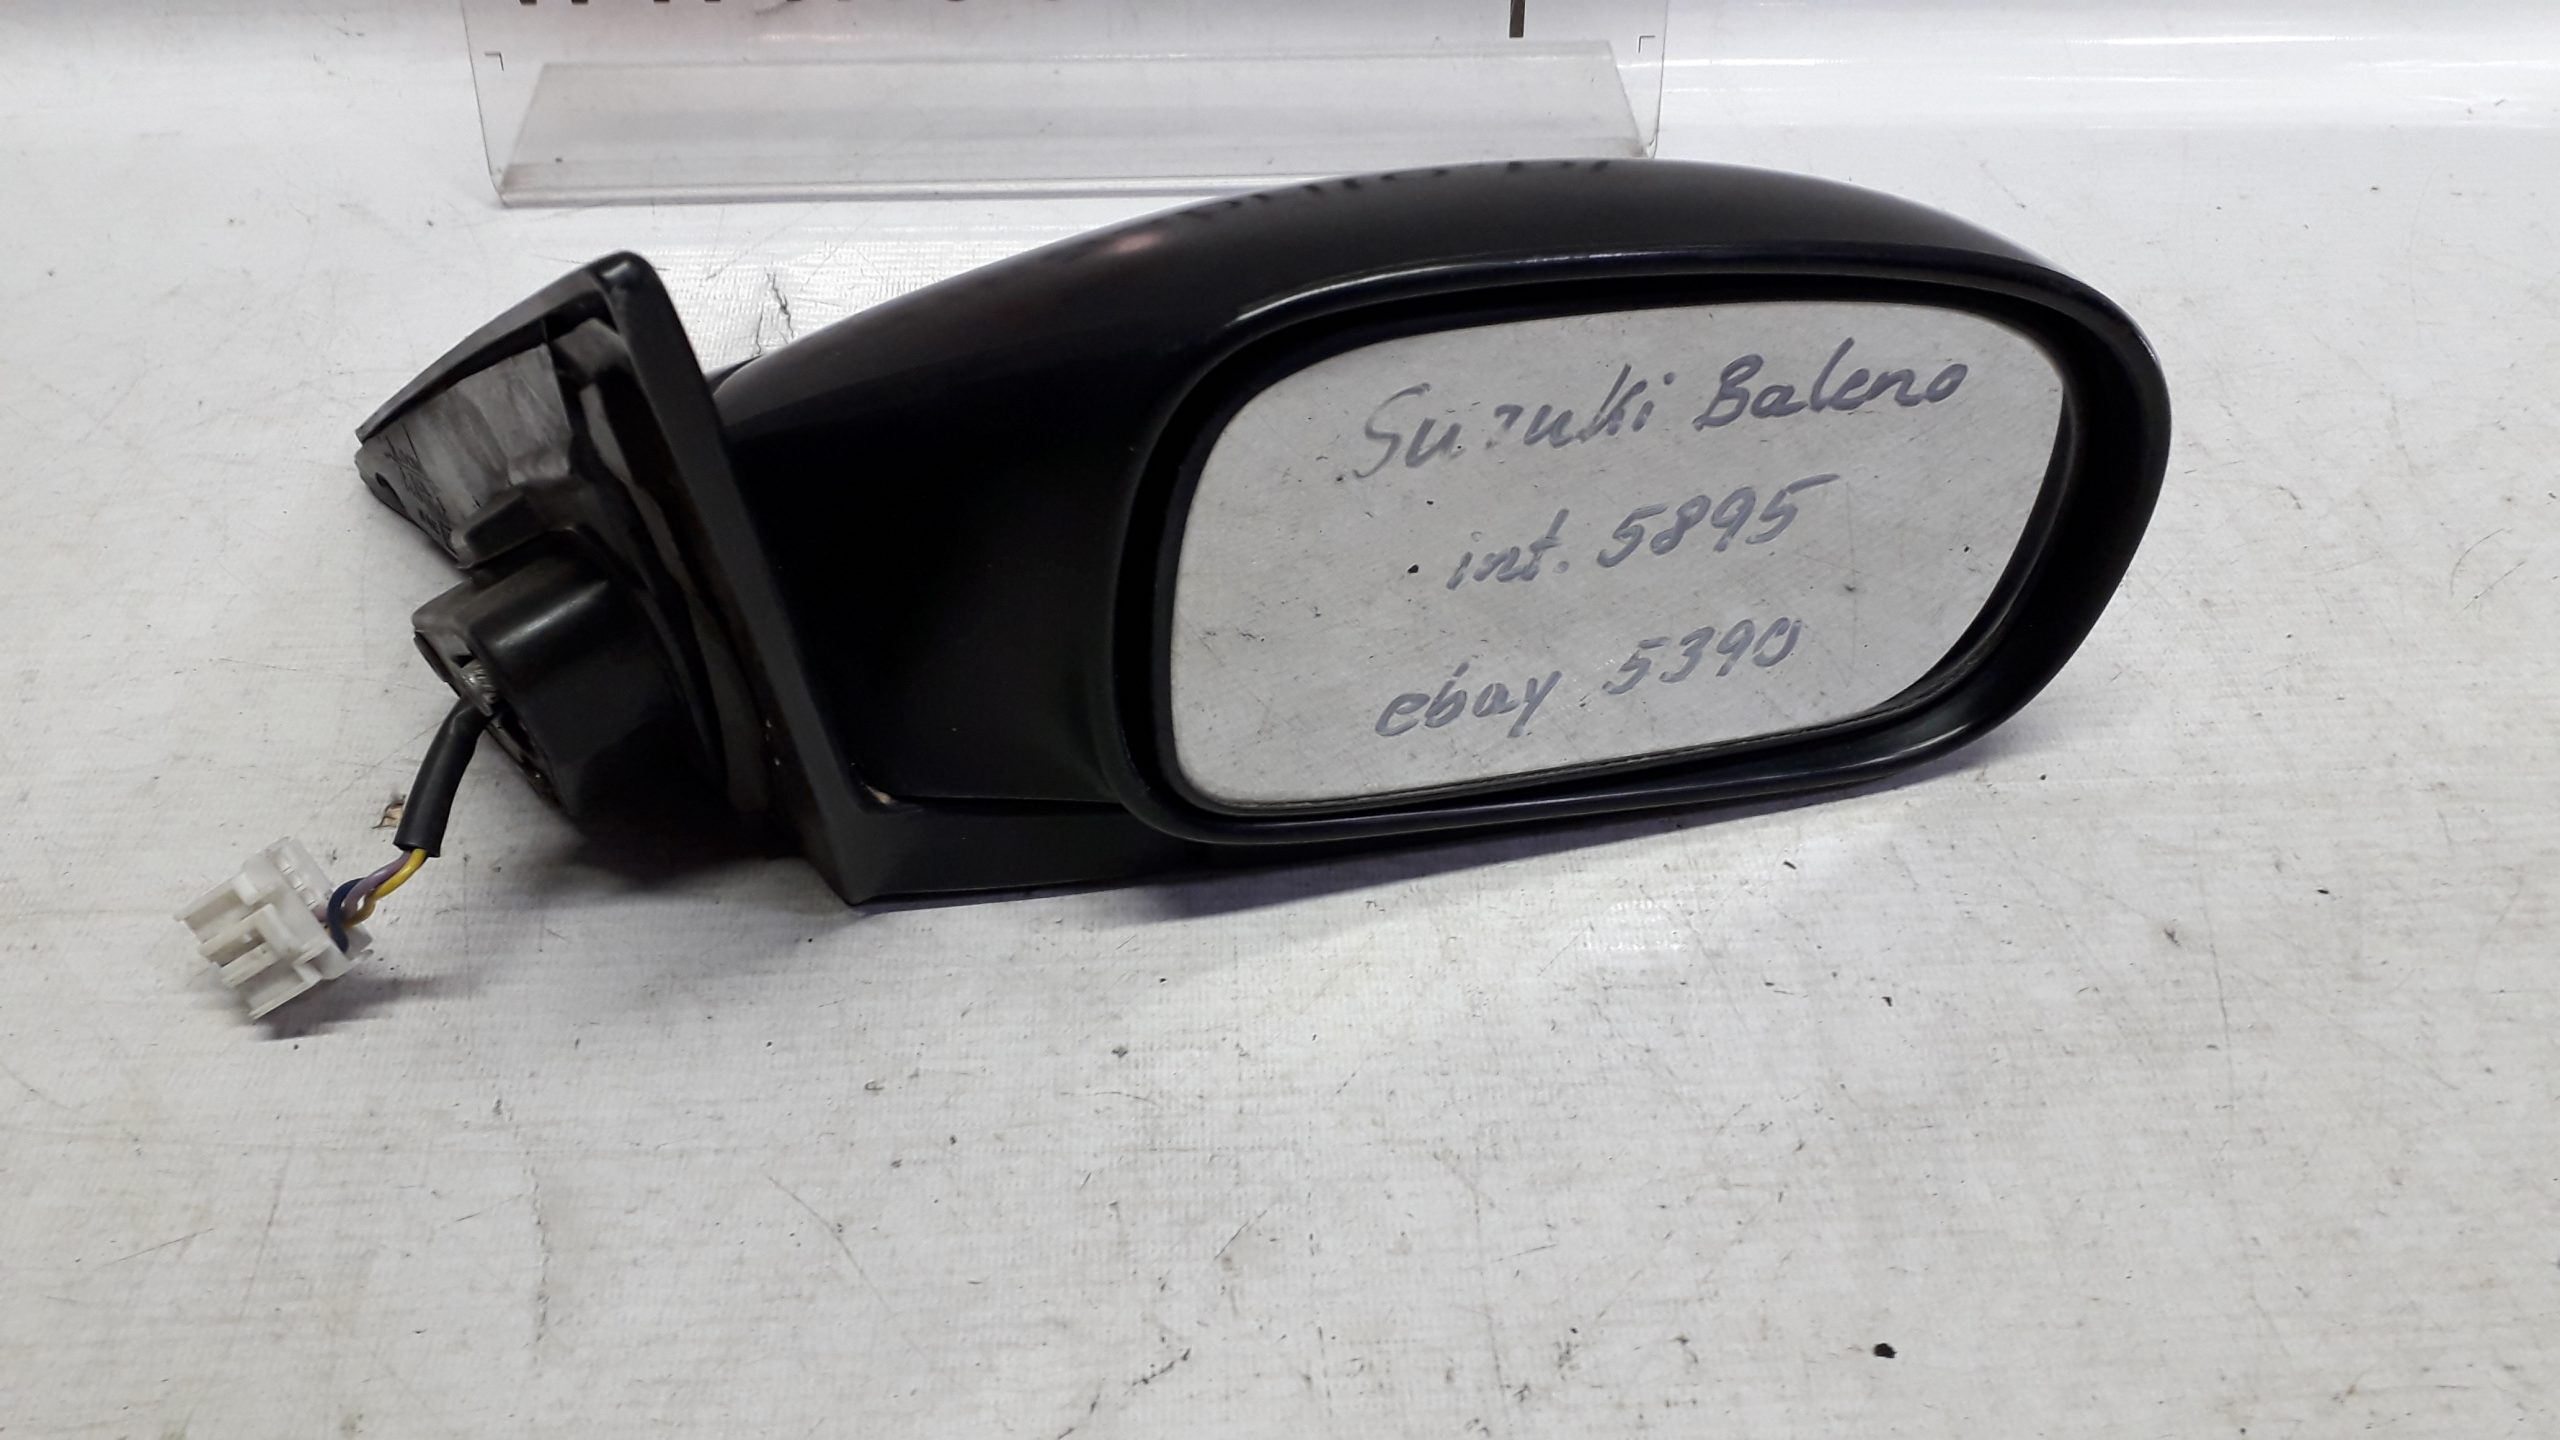 Suzuki Baleno
int. 5895
ebay 5390